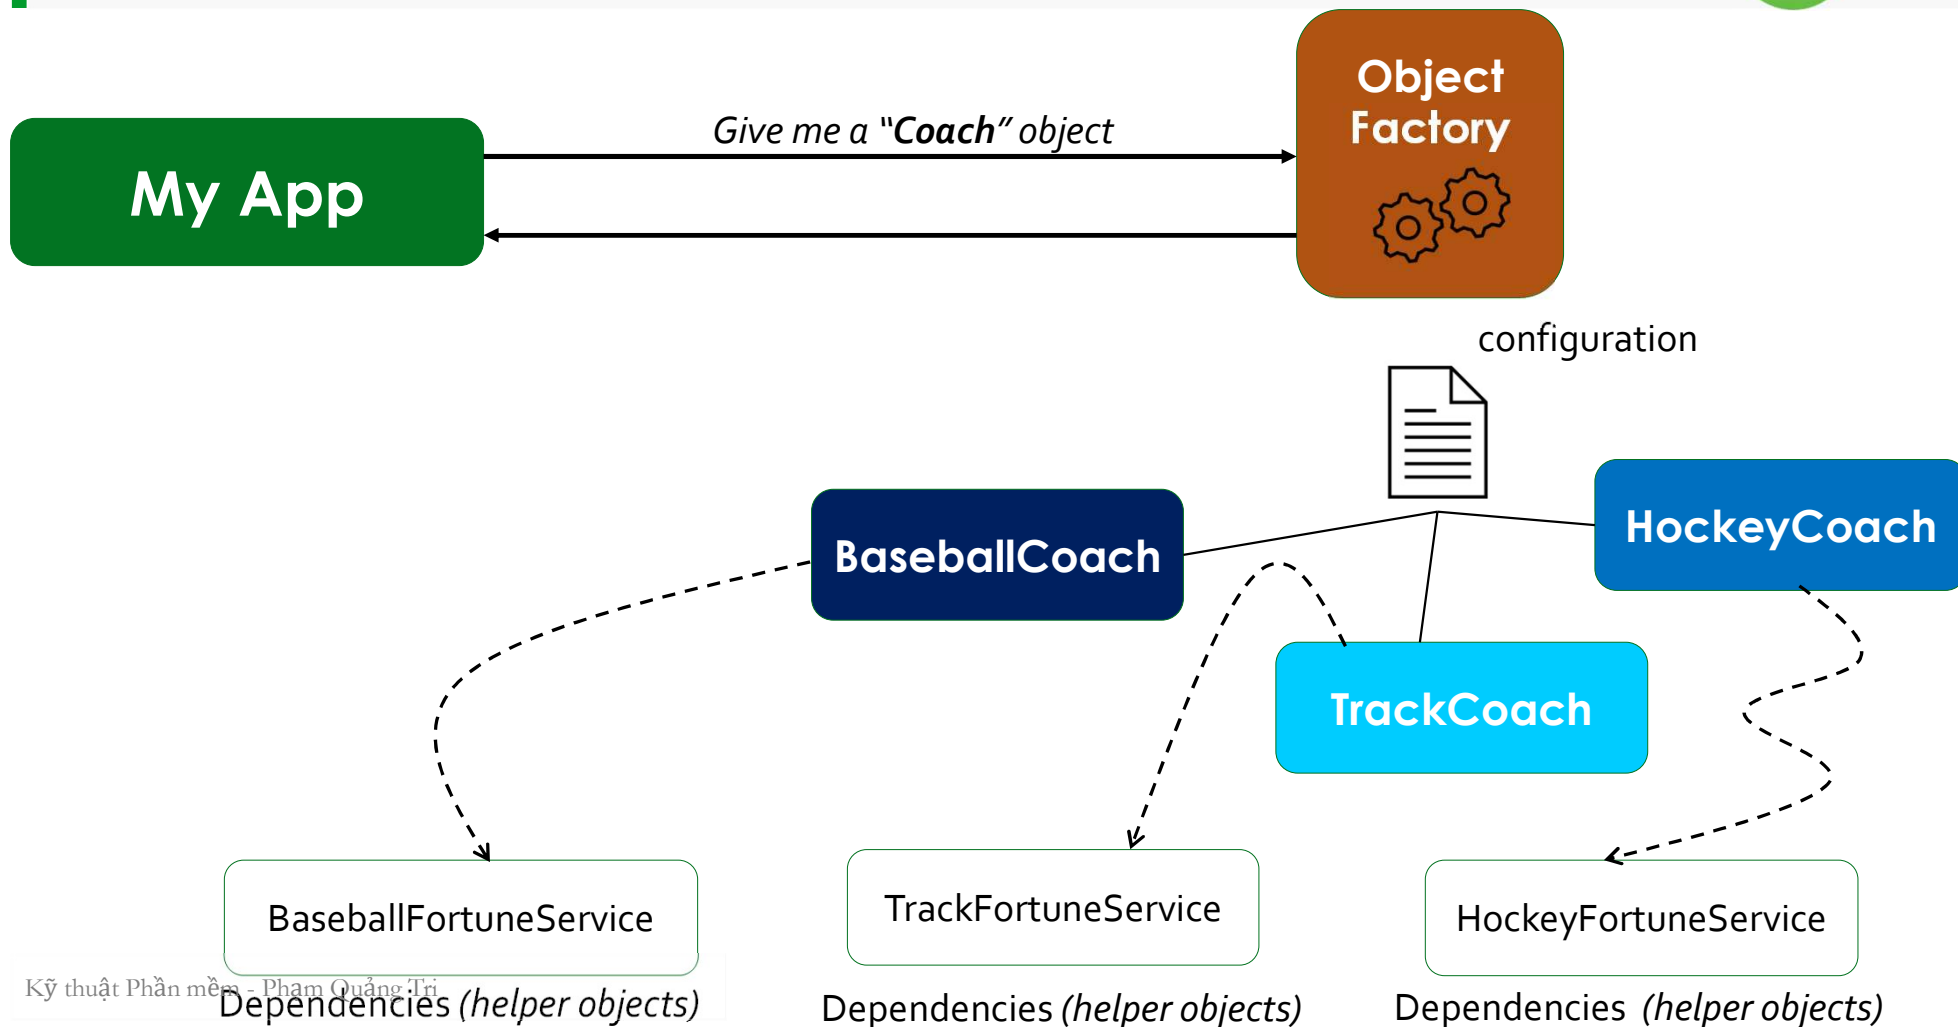 Object
Factory
Give me a “Coach” object
My App
configuration
HockeyCoach
BaseballCoach
TrackCoach
BaseballFortuneService
TrackFortuneService
HockeyFortuneService
Kỹ thuật Phần mềm - Phạm Quảng Tri
Dependencies (helper objects)
Dependencies (helper objects)
Dependencies (helper objects)